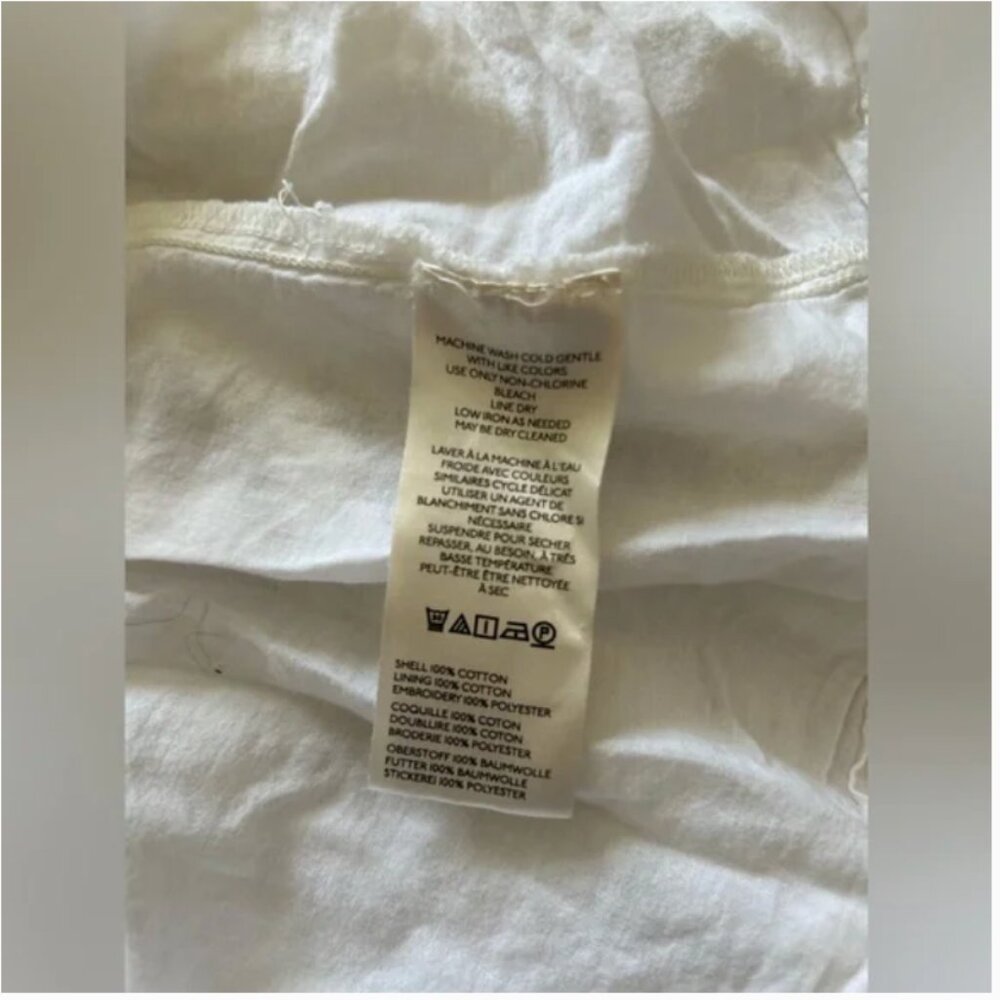 MACHINE WASH COLD GENTLE
WITH LIKE COLORS
USE ONLY NON-CHLORINE
BLEACH
LINE DRY
LOW IRON AS NEEDED
MAY BE DRY CLEANED
LAVER À LA MACHINE À L'EAU
FROIDE AVEC COULEURS
SIMILAIRES CYCLE DÉLICAT
UTILISER UN AGENT DE
BLANCHIMENT SANS CHLORE SI
NÉCESSAIRE
SUSPENDRE POUR SECHER
REPASSER, AU BESOIN, À TRÈS
BASSE TEMPÉRATURE
PEUT-ÊTRE ÊTRE NETTOYÉE
À SEC
P
SHELL 100% COTTON
LINING 100% COTTON
EMBROIDERY 100% POLYESTER
COQUILLE 100% COTON
DOUBLURE 100% COTON
BRODERIE 100% POLYESTER
OBERSTOFF 100% BAUMWOLLE
FUTTER 100% BAUMWOLLE
STICKEREI 100% POLYESTER